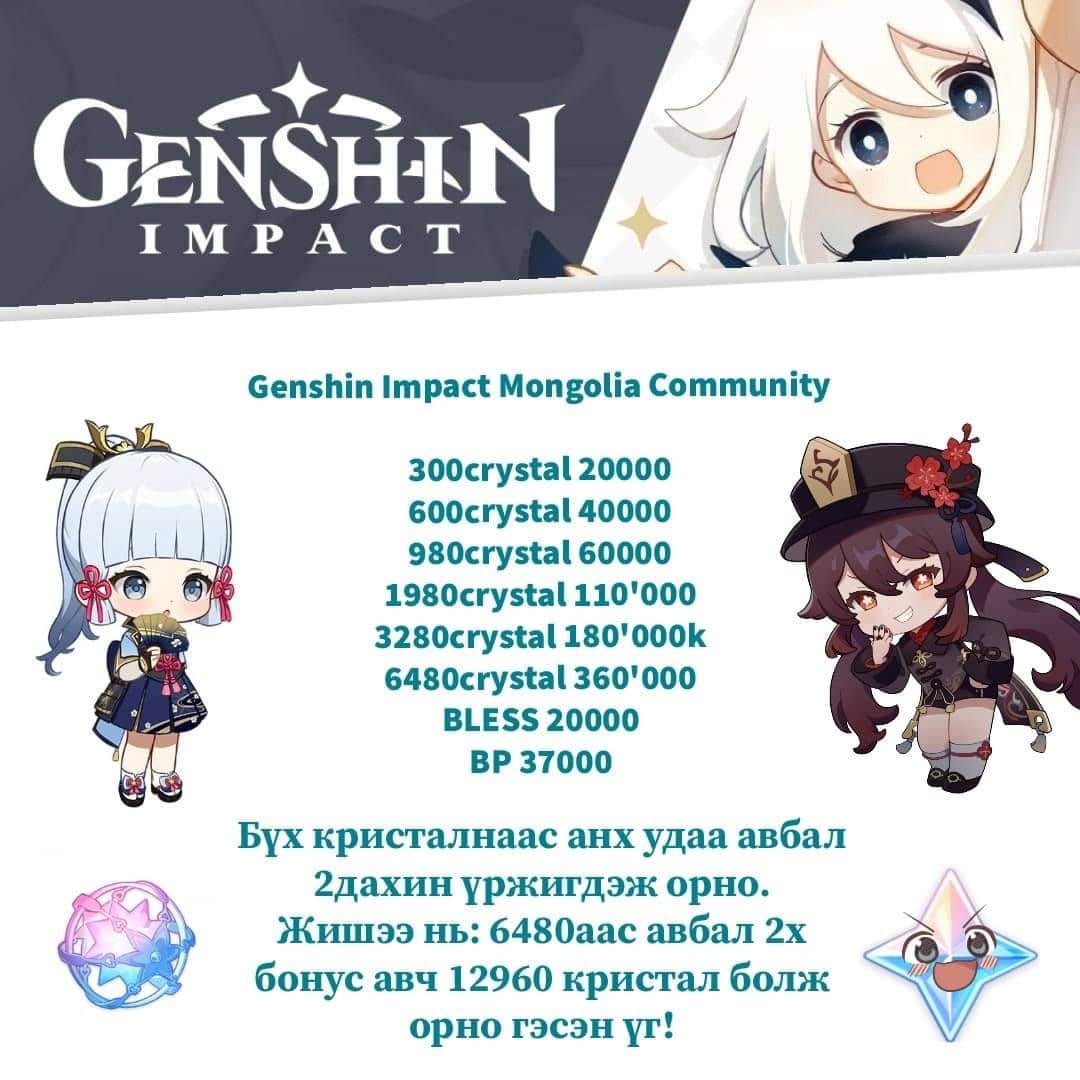 GENSHIN
IMPACT
Genshin Impact Mongolia Community
300crystal 20000
600crystal 40000
980crystal 60000
1980crystal 110'000
3280crystal 180'000k
6480crystal 360'000
BLESS 20000
BP 37000
Бүх кристалнаас анх удаа авбал
2дахин үржигдэж орно.
Жишээ нь: 6480аас авбал 2х
бонус авч 12960 кристал болж
орно гэсэн үг!